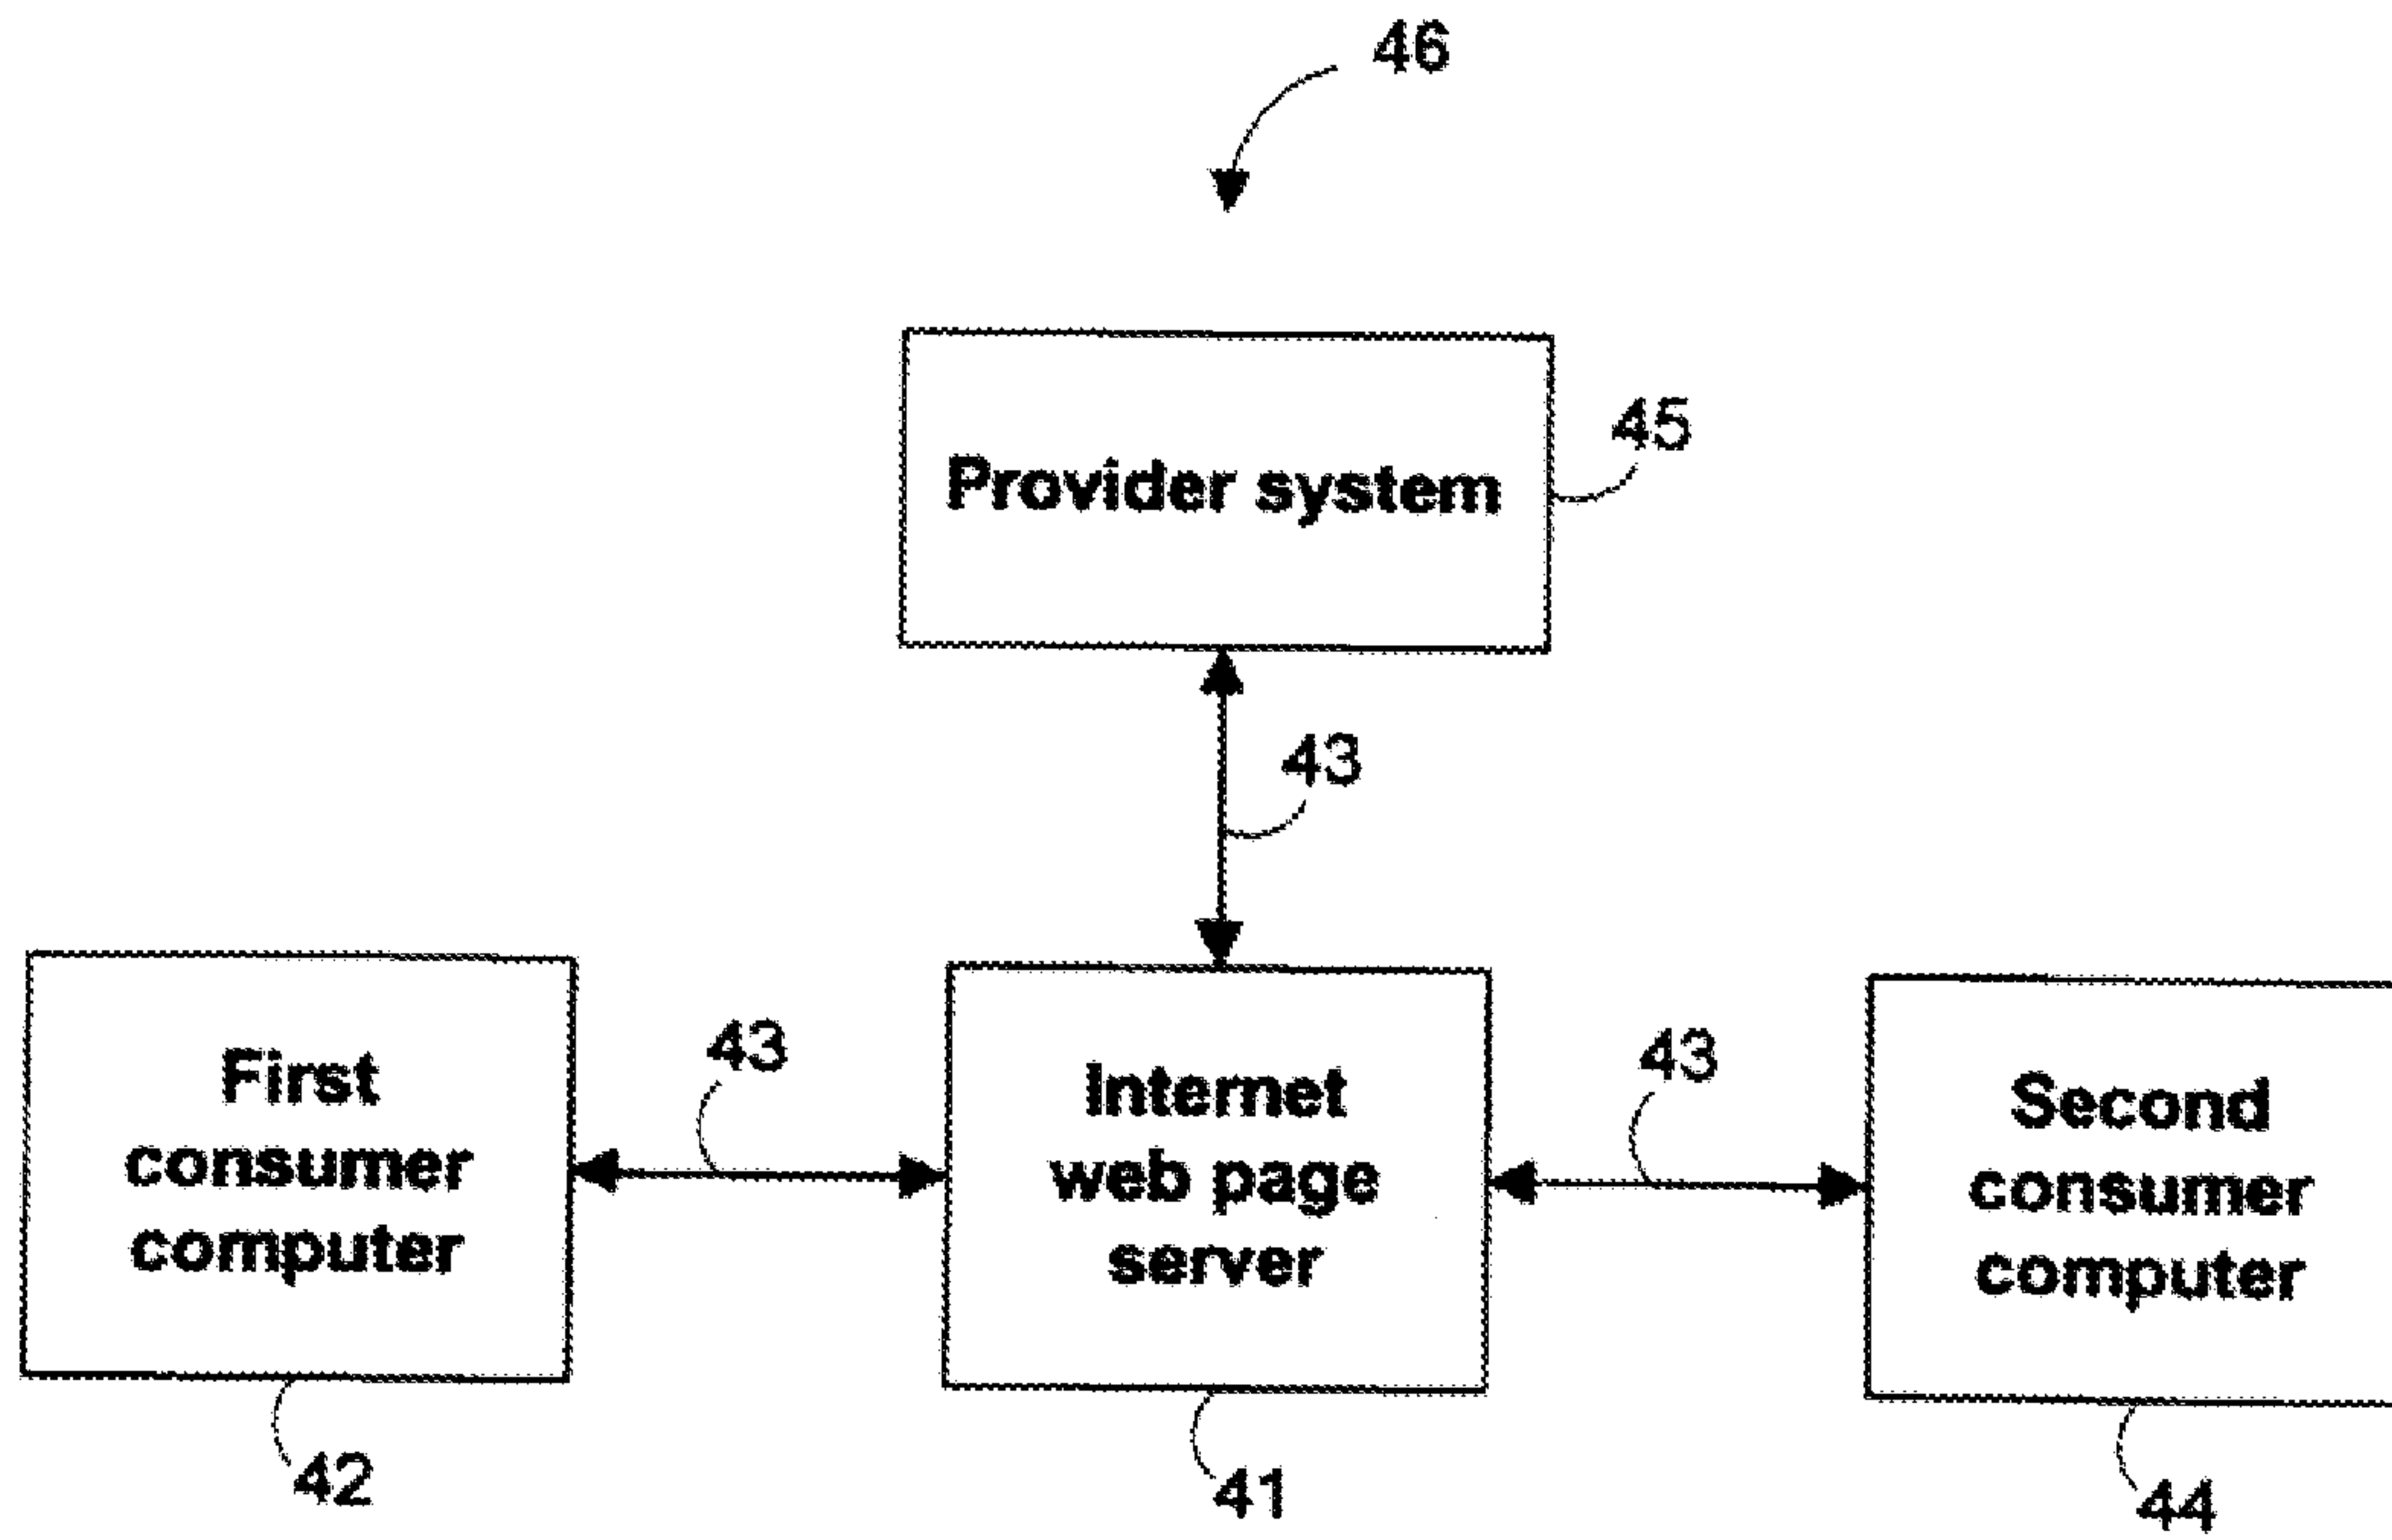 46
Provider system
45
43
First
consumer
computer
43
Internet
web page
server
43
Second
consumer
computer
42
41
44